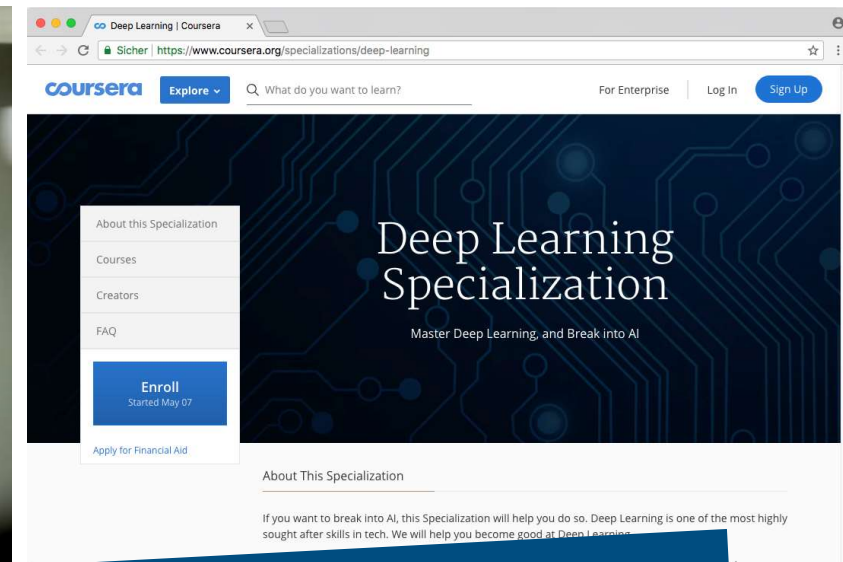 Deep Learning | Coursera
Sicher | https://www.coursera.org/specializations/deep-learning
coursera Explore What do you want to learn? For Enterprise Log In Sign Up
About this Specialization
Courses
Creators
FAQ
Enroll
Started May 07
Apply for Financial Aid
Deep Learning
Specialization
Master Deep Learning, and Break into AI
About This Specialization
If you want to break into AI, this Specialization will help you do so. Deep Learning is one of the most highly
sought after skills in tech. We will help you become good at Deep Learning.